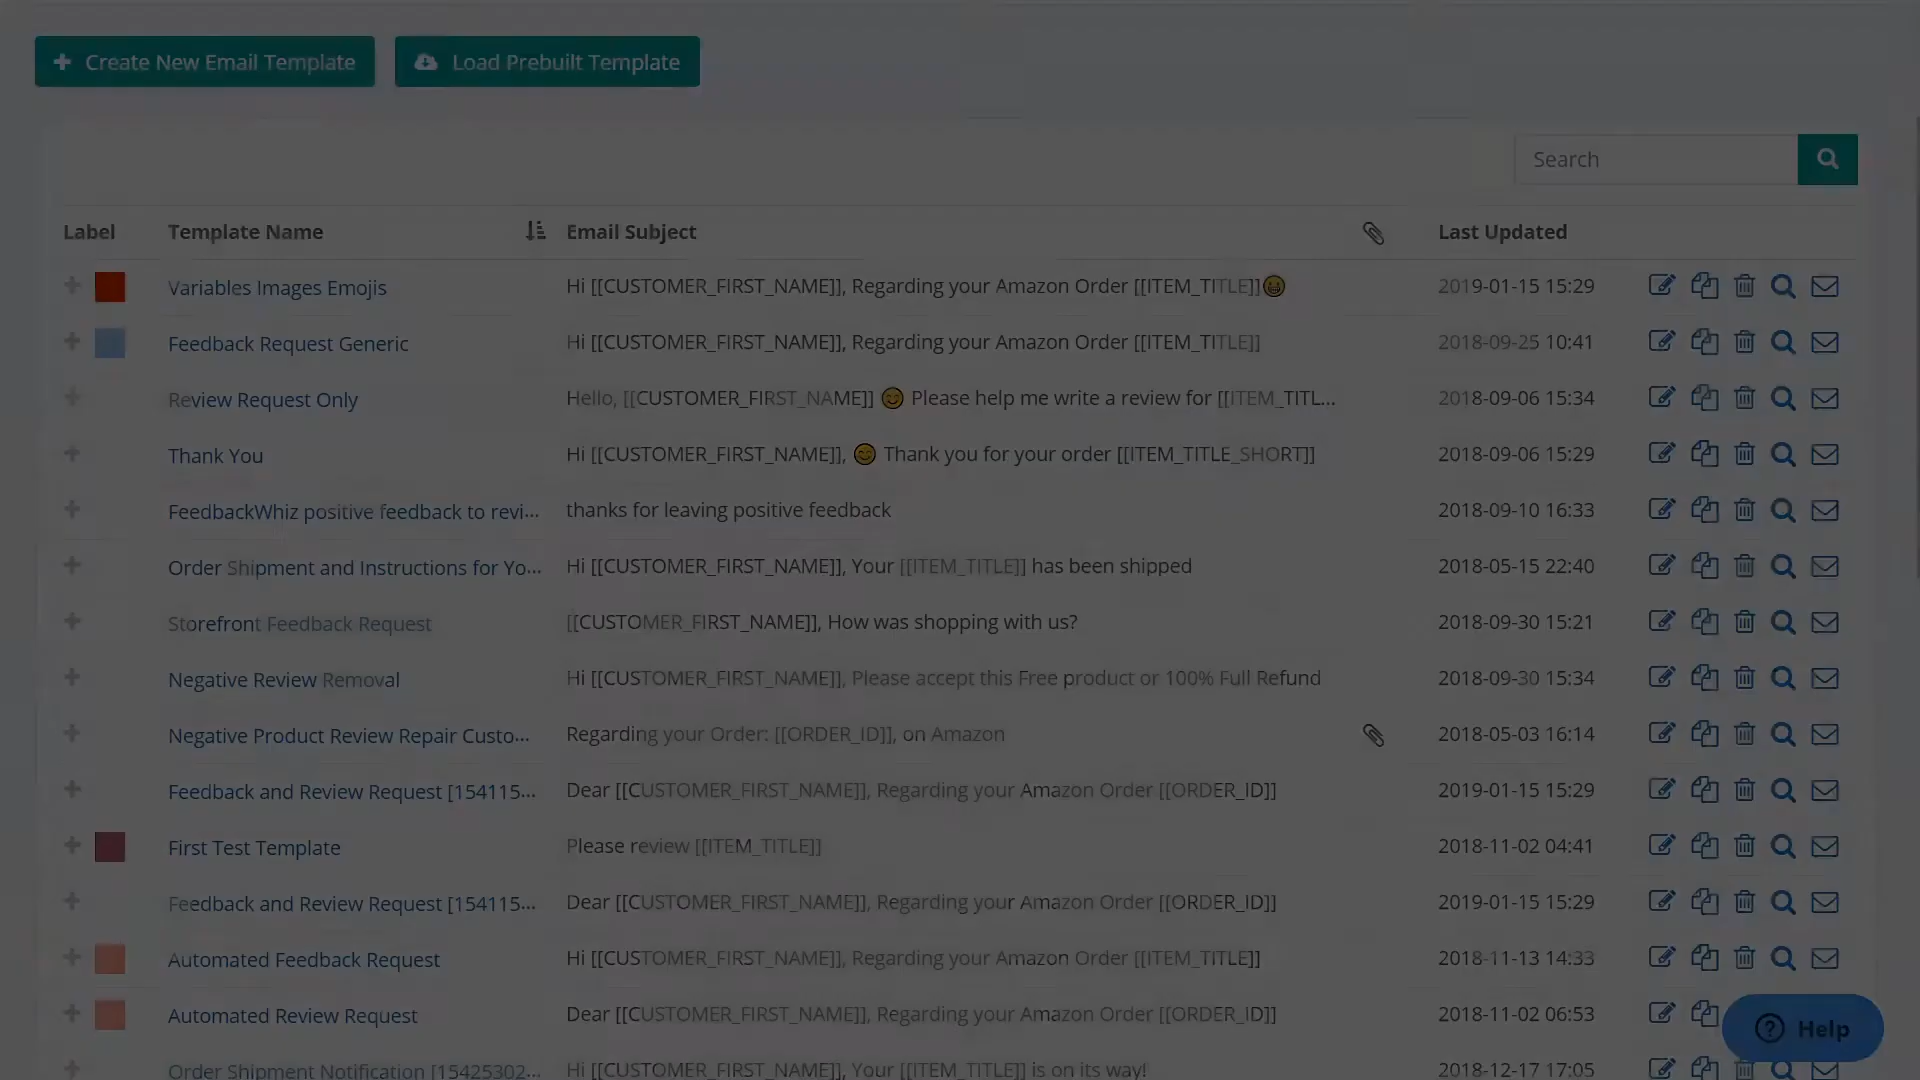 Create New Email Template Load Prebuilt Template
Search
Label Template Name Email Subject Last Updated
Variables Images Emojis Hi [[CUSTOMER_FIRST_NAME]], Regarding your Amazon Order [[ITEM_TITLE]]😀 2019-01-15 15:29
Feedback Request Generic Hi [[CUSTOMER_FIRST_NAME]], Regarding your Amazon Order [[ITEM_TITLE]] 2018-09-25 10:41
Review Request Only Hello, [[CUSTOMER_FIRST_NAME]] 😊 Please help me write a review for [[ITEM_TITL... 2018-09-06 15:34
Thank You Hi [[CUSTOMER_FIRST_NAME]], 😊 Thank you for your order [[ITEM_TITLE_SHORT]] 2018-09-06 15:29
FeedbackWhiz positive feedback to revi... thanks for leaving positive feedback 2018-09-10 16:33
Order Shipment and Instructions for Yo... Hi [[CUSTOMER_FIRST_NAME]], Your [[ITEM_TITLE]] has been shipped 2018-05-15 22:40
Storefront Feedback Request [[CUSTOMER_FIRST_NAME]], How was shopping with us? 2018-09-30 15:21
Negative Review Removal Hi [[CUSTOMER_FIRST_NAME]], Please accept this Free product or 100% Full Refund 2018-09-30 15:34
Negative Product Review Repair Custo... Regarding your Order: [[ORDER_ID]], on Amazon 2018-05-03 16:14
Feedback and Review Request [154115... Dear [[CUSTOMER_FIRST_NAME]], Regarding your Amazon Order [[ORDER_ID]] 2019-01-15 15:29
First Test Template Please review [[ITEM_TITLE]] 2018-11-02 04:41
Feedback and Review Request [154115... Dear [[CUSTOMER_FIRST_NAME]], Regarding your Amazon Order [[ORDER_ID]] 2019-01-15 15:29
Automated Feedback Request Hi [[CUSTOMER_FIRST_NAME]], Regarding your Amazon Order [[ITEM_TITLE]] 2018-11-13 14:33
Automated Review Request Dear [[CUSTOMER_FIRST_NAME]], Regarding your Amazon Order [[ORDER_ID]] 2018-11-02 06:53
Help
Order Shipment Notification [15425302... Hi [[CUSTOMER_FIRST_NAME]], Your [[ITEM_TITLE]] is on its way! 2018-12-17 17:05